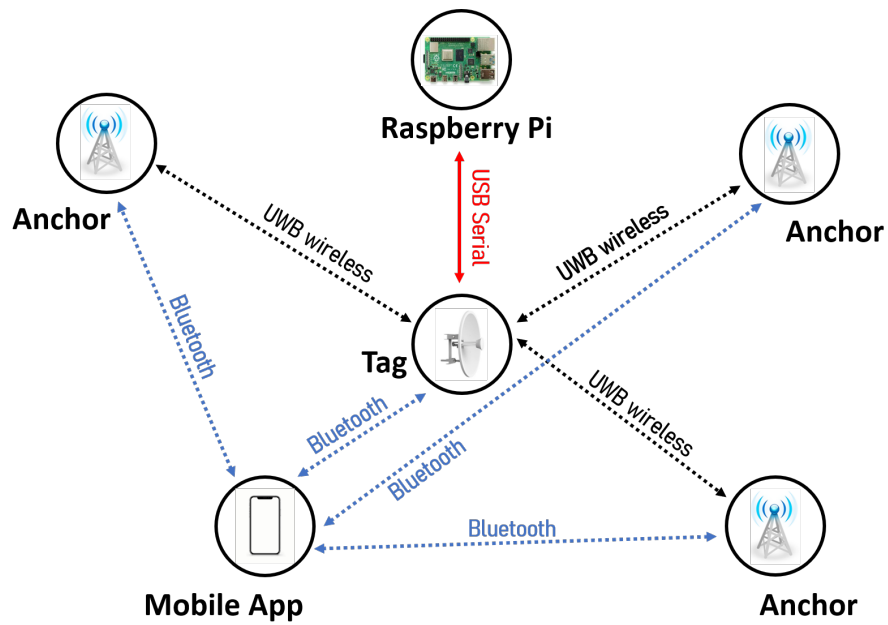 Raspberry Pi
Anchor
Anchor
USB Serial
UWB wireless
UWB wireless
Bluetooth
Tag
UWB wireless
Bluetooth
Bluetooth
Bluetooth
Mobile App
Anchor